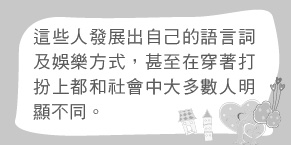 這些人發展出自己的語言詞
及娛樂方式，甚至在穿著打
扮上都和社會中大多數人明
顯不同。